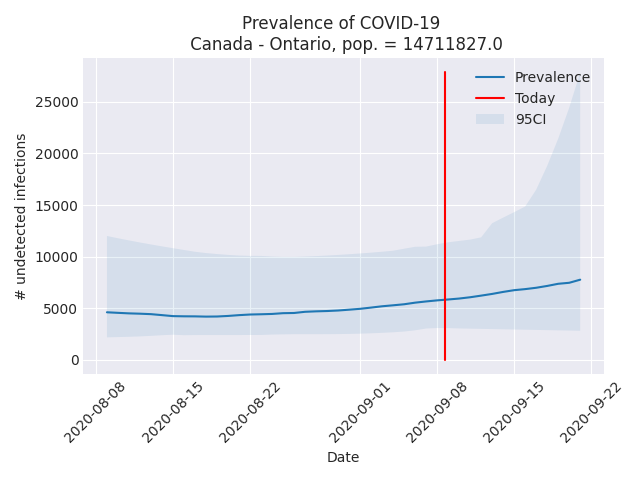 Prevalence of COVID-19
Canada - Ontario, pop. = 14711827.0
Prevalence
Today
95CI
# undetected infections
25000
20000
15000
10000
5000
0
2020-08-08
2020-08-15
2020-08-22
2020-09-01
2020-09-08
2020-09-15
2020-09-22
Date